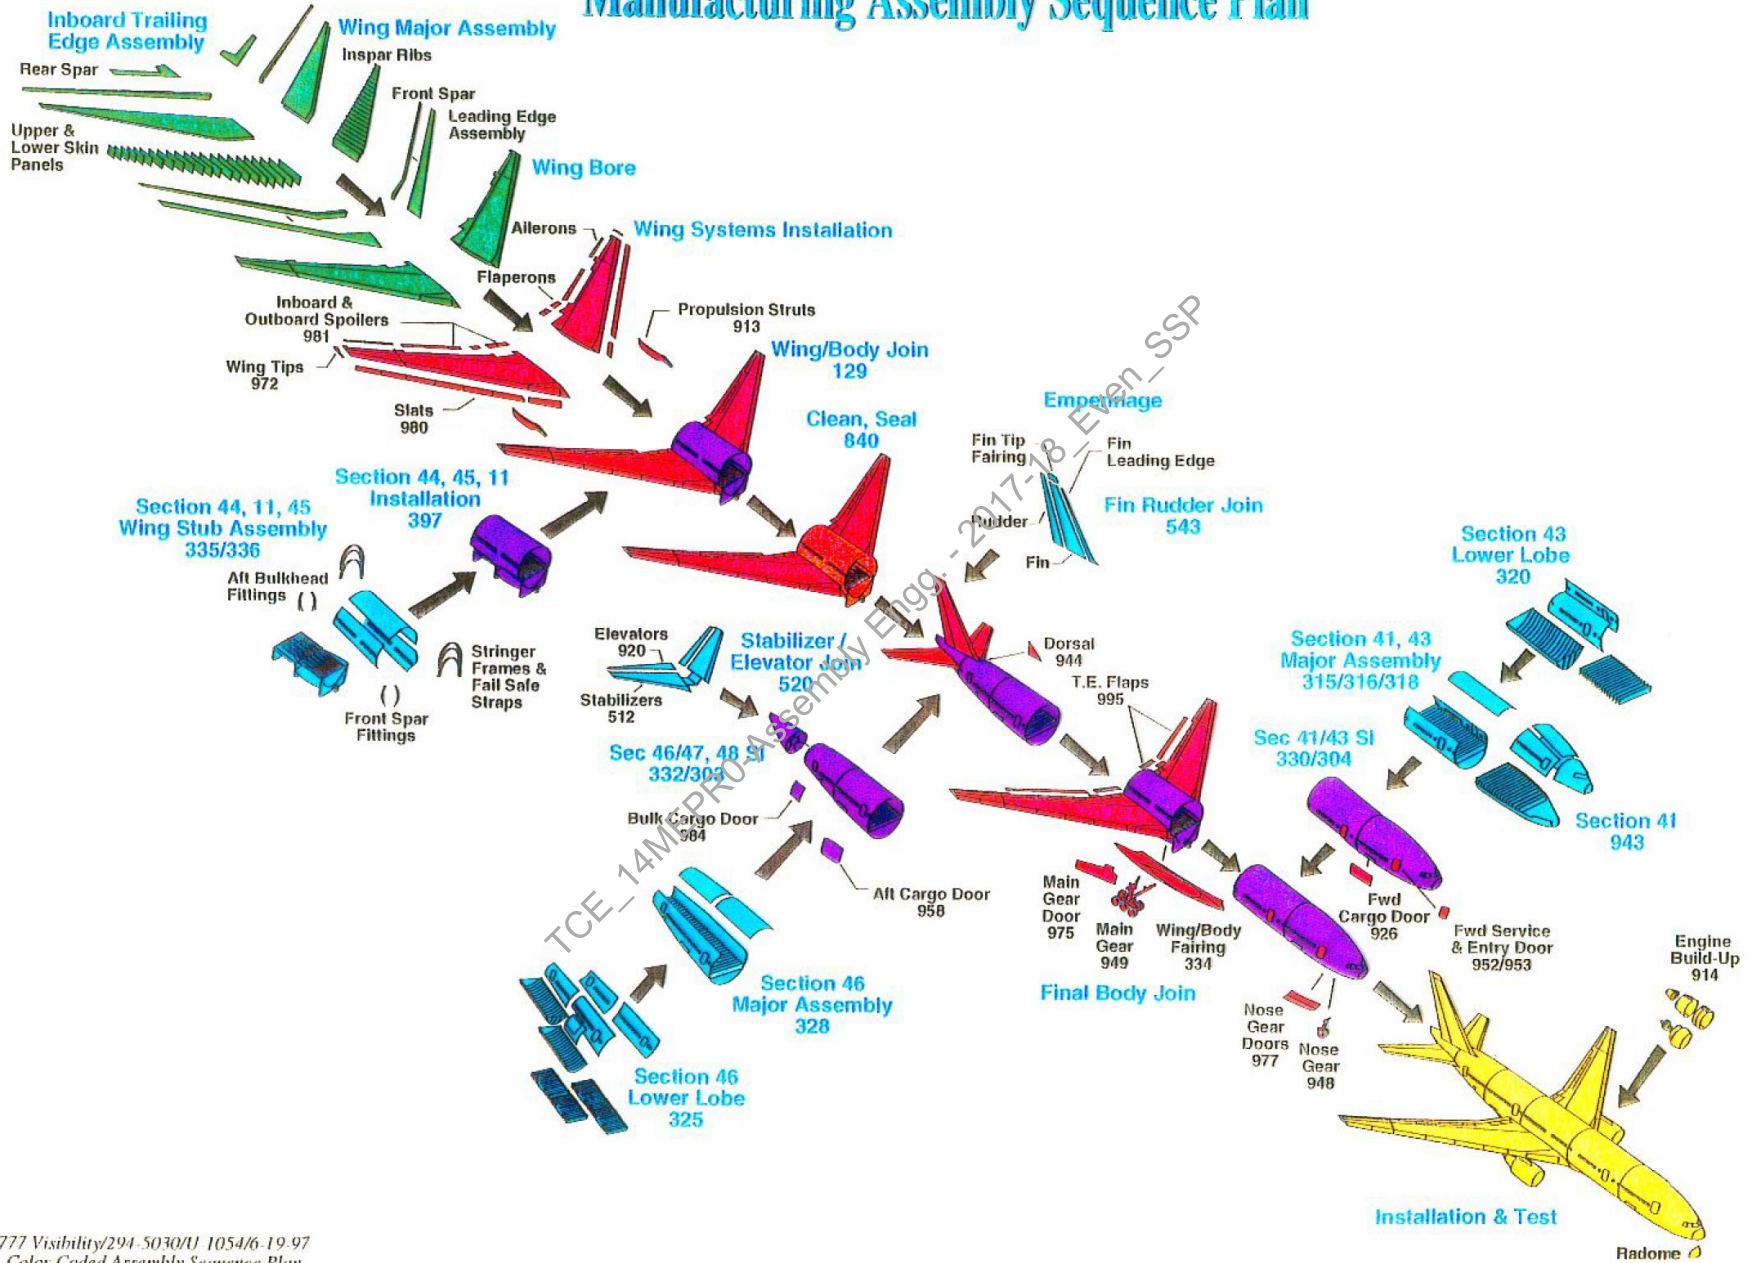 Manufacturing Assembly Sequence Plan
Inboard Trailing
Edge Assembly
Rear Spar
Upper &
Lower Skin
Panels
Wing Major Assembly
Inspar Ribs
Front Spar
Leading Edge
Assembly
Wing Bore
Ailerons
Wing Systems Installation
Flaperons
Inboard &
Outboard Spoilers
981
Wing Tips
972
Slats
980
Propulsion Struts
913
Wing/Body Join
129
Clean, Seal
840
Section 44, 45, 11
Installation
397
Section 44, 11, 45
Wing Stub Assembly
335/336
Aft Bulkhead
Fittings
Stringer
Frames &
Fail Safe
Straps
Front Spar
Fittings
Empennage
Fin Tip
Fairing
Fin
Leading Edge
Fin Rudder Join
543
Rudder
Fin
Elevators
920
Stabilizers
512
Stabilizer /
Elevator Join
520
Dorsal
944
T.E. Flaps
995
Sec 46/47, 48 SI
332/
Bulk Cargo Door
984
Aft Cargo Door
958
Section 46
Major Assembly
328
Section 46
Lower Lobe
325
Section 43
Lower Lobe
320
Section 41, 43
Major Assembly
315/316/318
Sec 41/43 SI
330/304
Section 41
943
Main
Gear
Door
975
Main
Gear
949
Wing/Body
Fairing
334
Final Body Join
Fwd
Cargo Door
926
Fwd Service
& Entry Door
952/953
Nose
Gear
Doors
977
Nose
Gear
948
Engine
Build-Up
914
Installation & Test
Radome
777 Visibility/294-5030/U 1054/6-19-97
Color Coded Assembly Sequence Plan
TCE_14MEPR0-Assembly Engg. - 2017-18_Even_SSP